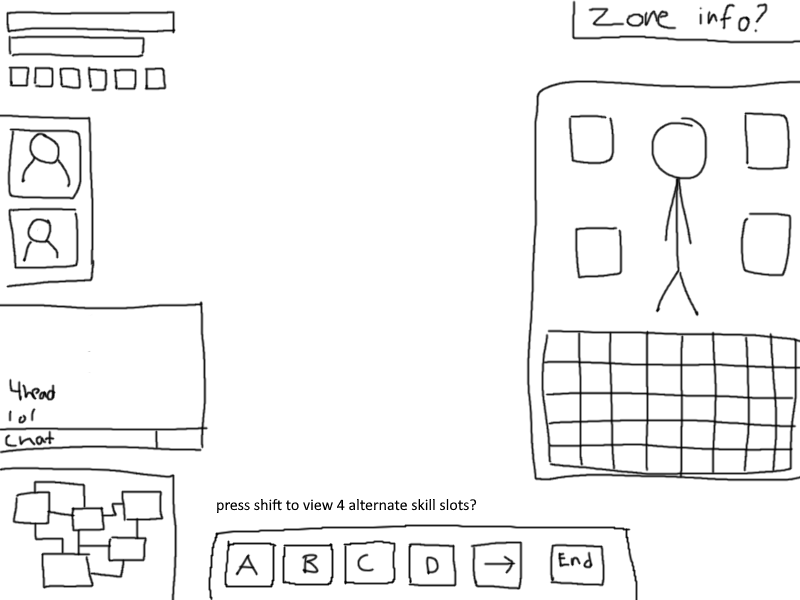 Zone info?
4head
lol
Chat
press shift to view 4 alternate skill slots?
A B C D → End